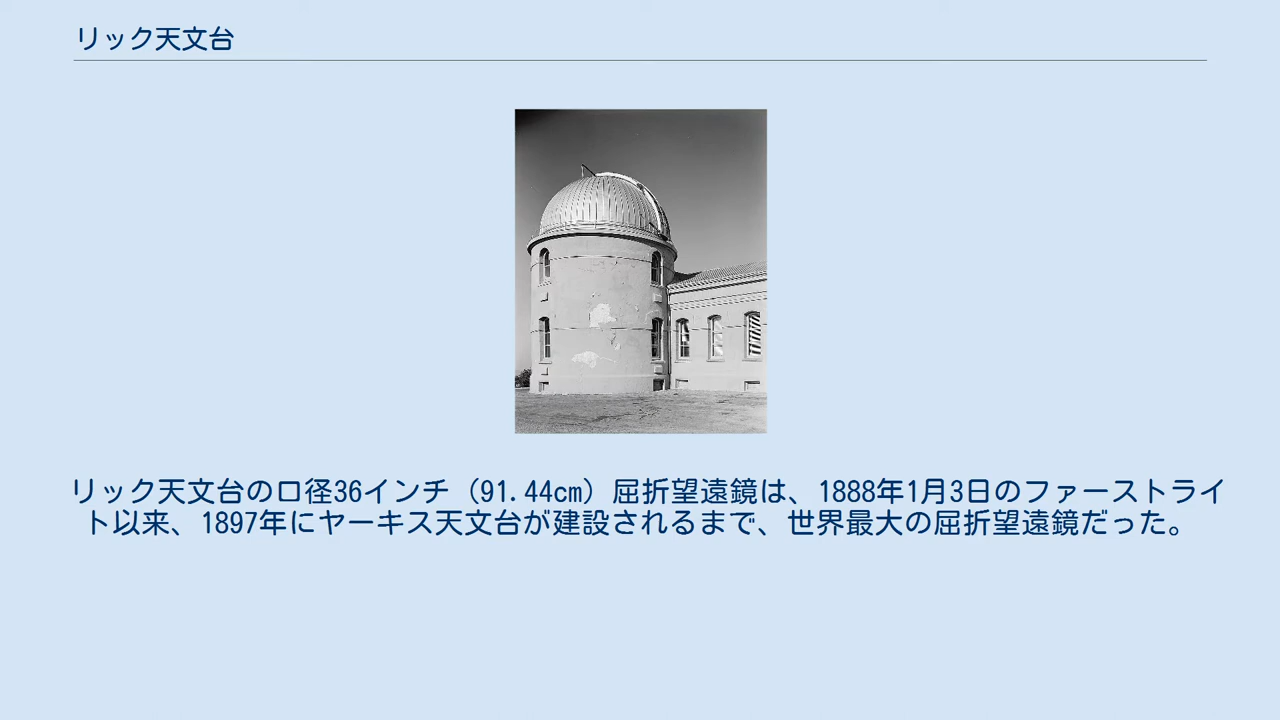 リック天文台
リック天文台の口径36インチ（91.44cm）屈折望遠鏡は、1888年1月3日のファーストライ
ト以来、1897年にヤーキス天文台が建設されるまで、世界最大の屈折望遠鏡だった。